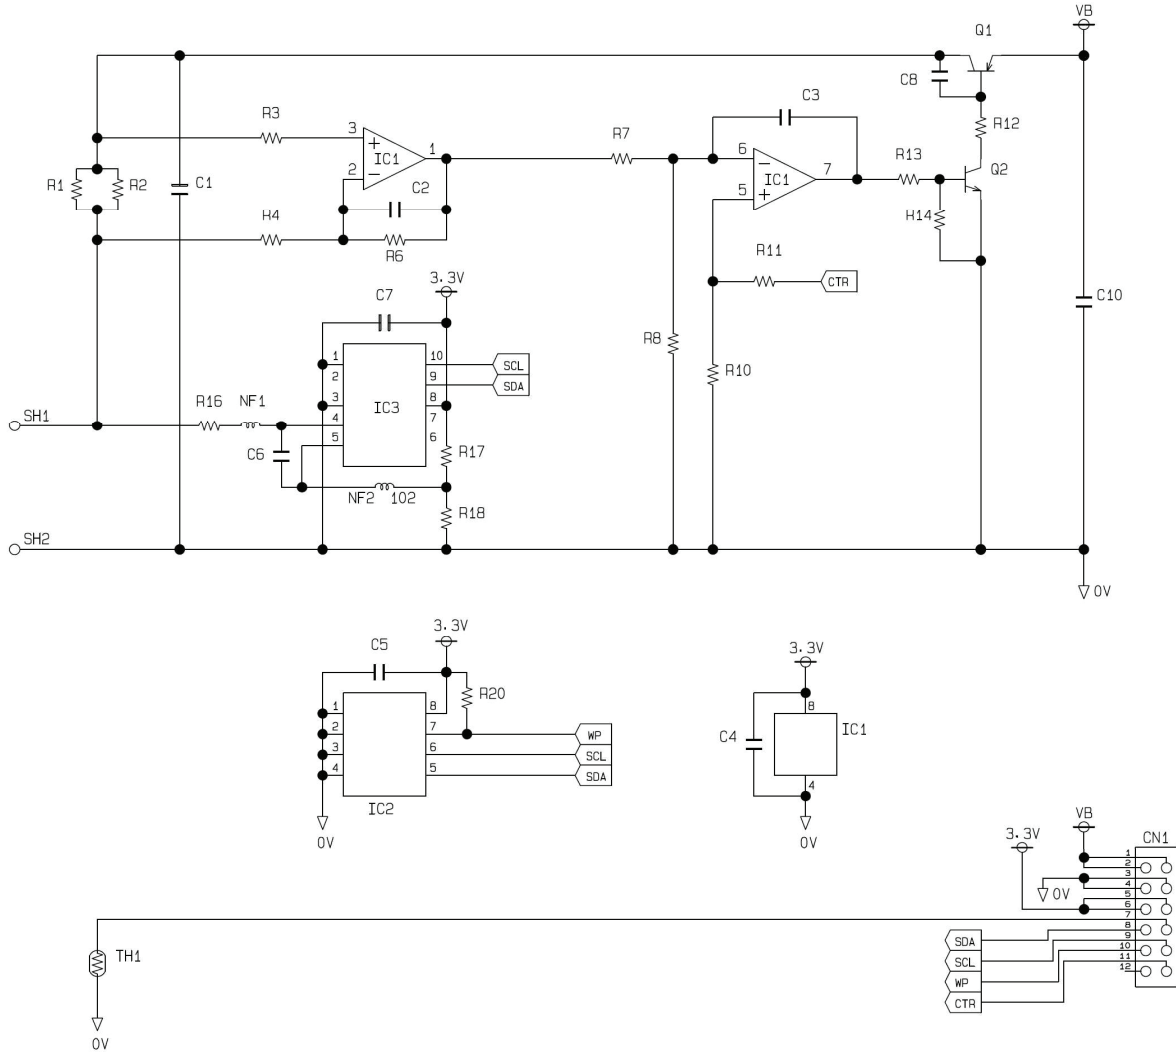 VB
Q1
C8
C3
R3
R7
R12
3
IC1
1
2
6
IC1
7
5
R13
Q2
R1
R2
C1
C2
H4
R6
H14
R11
CTR
3.3V
C7
C10
R8
R10
1
2
3
4
5
IC3
10
9
8
7
6
SCL
SDA
SH1
R16
NF1
C6
R17
NF2 102
R18
SH2
0V
3.3V
C5
R20
1
2
3
4
8
7
6
5
WP
SCL
SDA
IC2
0V
3.3V
8
C4
IC1
4
0V
VB
3.3V
CN1
0V
1
2
3
4
5
6
7
8
9
10
11
12
SDA
SCL
WP
CTR
TH1
0V